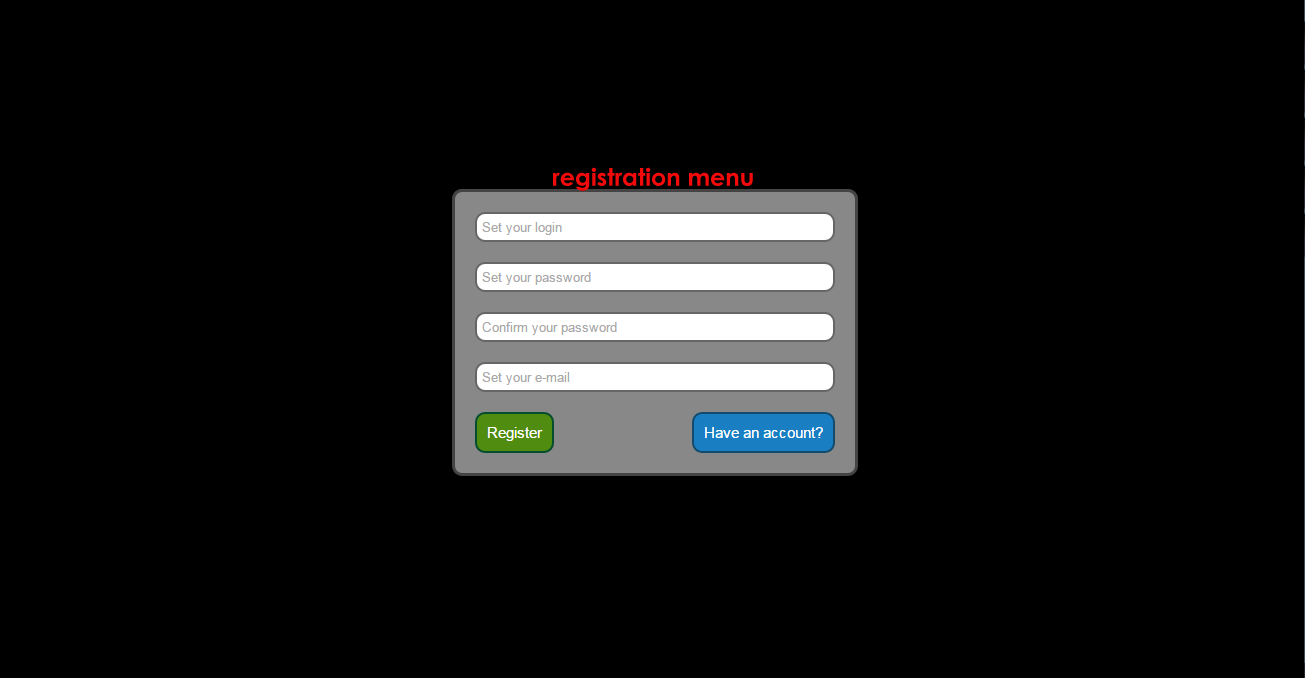 registration menu
Set your login
Set your password
Confirm your password
Set your e-mail
Register
Have an account?